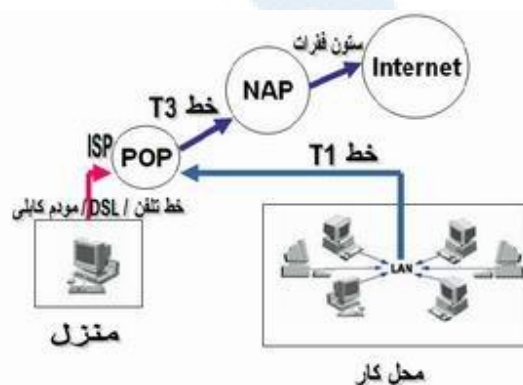 ستون فقرات
Internet
NAP
خط T3
ISP
POP
خط T1
خط تلفن / DSL / مودم کابلی
LAN
منزل
محل کار